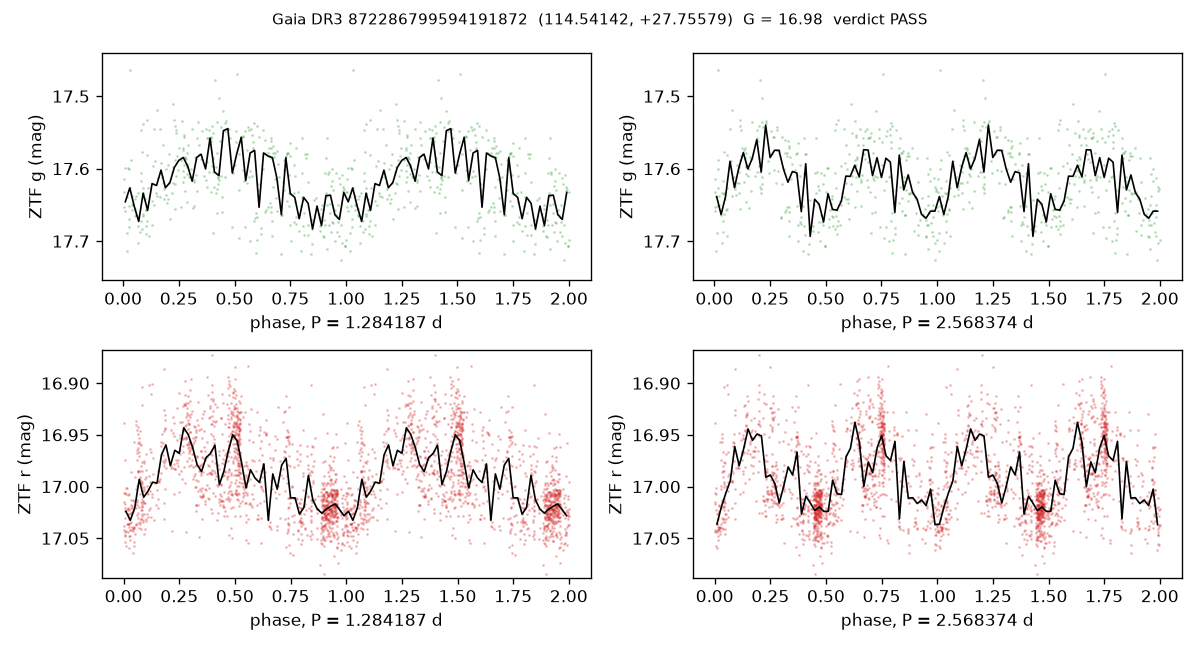 Gaia DR3 872286799594191872 (114.54142, +27.75579) G = 16.98 verdict PASS
ZTF g (mag)
17.5
17.6
17.7
0.00 0.25 0.50 0.75 1.00 1.25 1.50 1.75 2.00
phase, P = 1.284187 d
ZTF g (mag)
17.5
17.6
17.7
0.00 0.25 0.50 0.75 1.00 1.25 1.50 1.75 2.00
phase, P = 2.568374 d
ZTF r (mag)
16.90
16.95
17.00
17.05
0.00 0.25 0.50 0.75 1.00 1.25 1.50 1.75 2.00
phase, P = 1.284187 d
ZTF r (mag)
16.90
16.95
17.00
17.05
0.00 0.25 0.50 0.75 1.00 1.25 1.50 1.75 2.00
phase, P = 2.568374 d